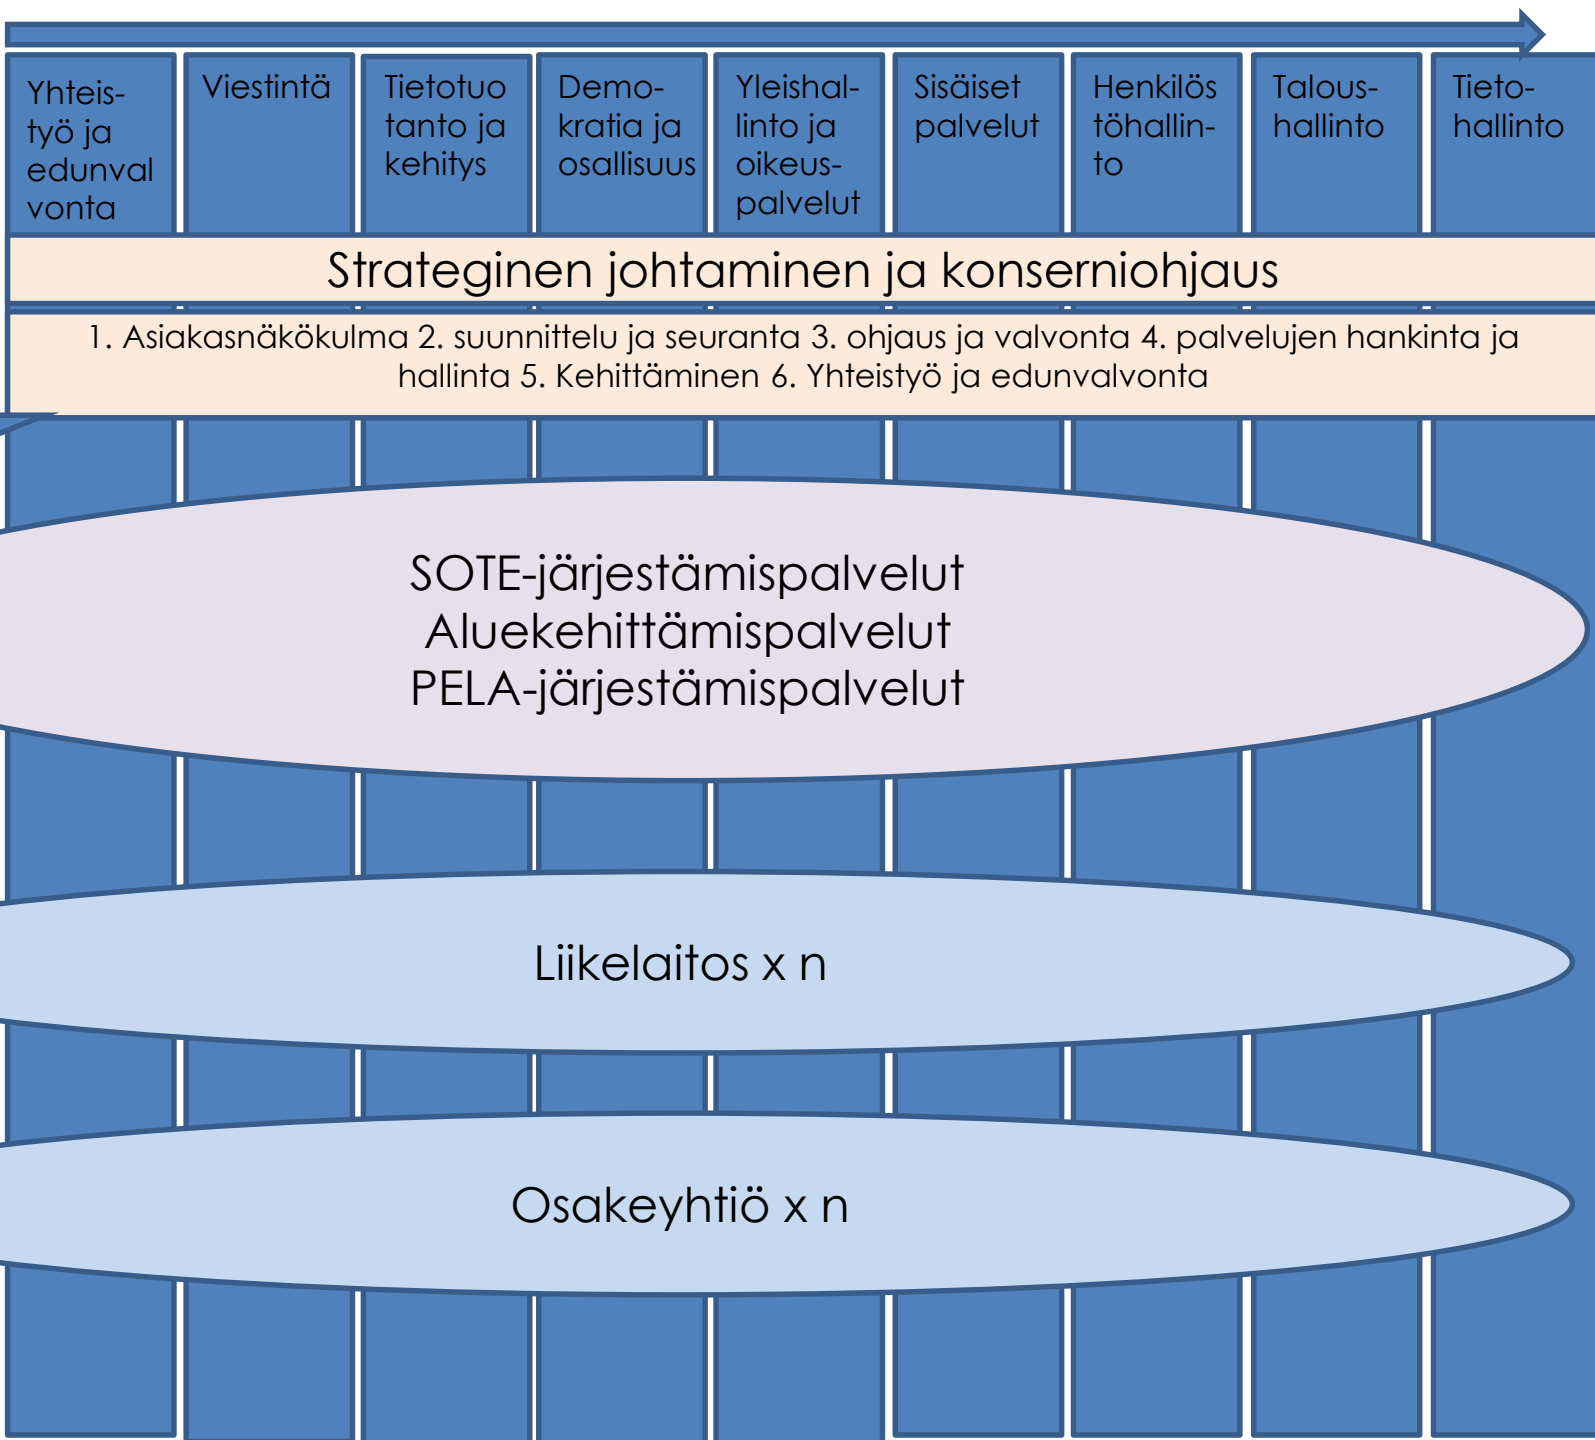 Yhteis-
työ ja
edunval
vonta
Viestintä
Tietotuo
tanto ja
kehitys
Demo-
kratia ja
osallisuus
Yleishal-
linto ja
oikeus-
palvelut
Sisäiset
palvelut
Henkilös
töhallin-
to
Talous-
hallinto
Tieto-
hallinto
Strateginen johtaminen ja konserniohjaus
1. Asiakasnäkökulma 2. suunnittelu ja seuranta 3. ohjaus ja valvonta 4. palvelujen hankinta ja
hallinta 5. Kehittäminen 6. Yhteistyö ja edunvalvonta
SOTE-järjestämispalvelut
Aluekehittämispalvelut
PELA-järjestämispalvelut
Liikelaitos x n
Osakeyhtiö x n